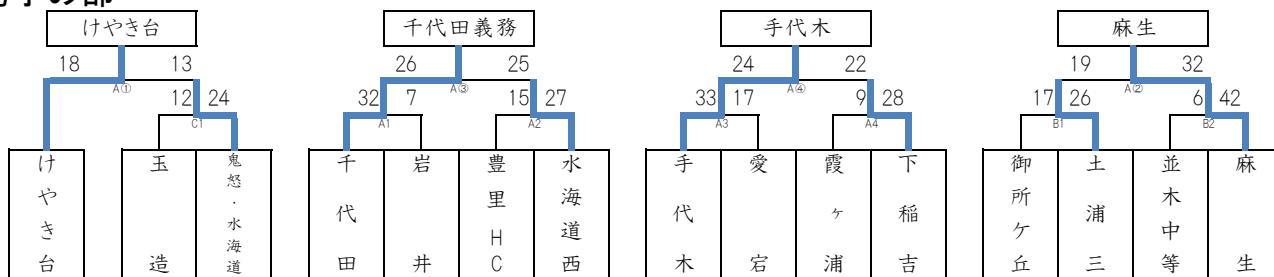 けやき台 千代田義務 手代木 麻生
18 13 26 25 24 22 19 32
A① A③ A④ A②
12 24 32 7 15 27 33 17 9 28 17 26 6 42
C1 A1 A2 A3 A4 B1 B2
けやき台
玉造
鬼怒・水海道
千代田
岩井
豊里HC
水海道西
手代木
愛宕
霞ヶ浦
下稲吉
御所ケ丘
土浦三
並木中等
麻生